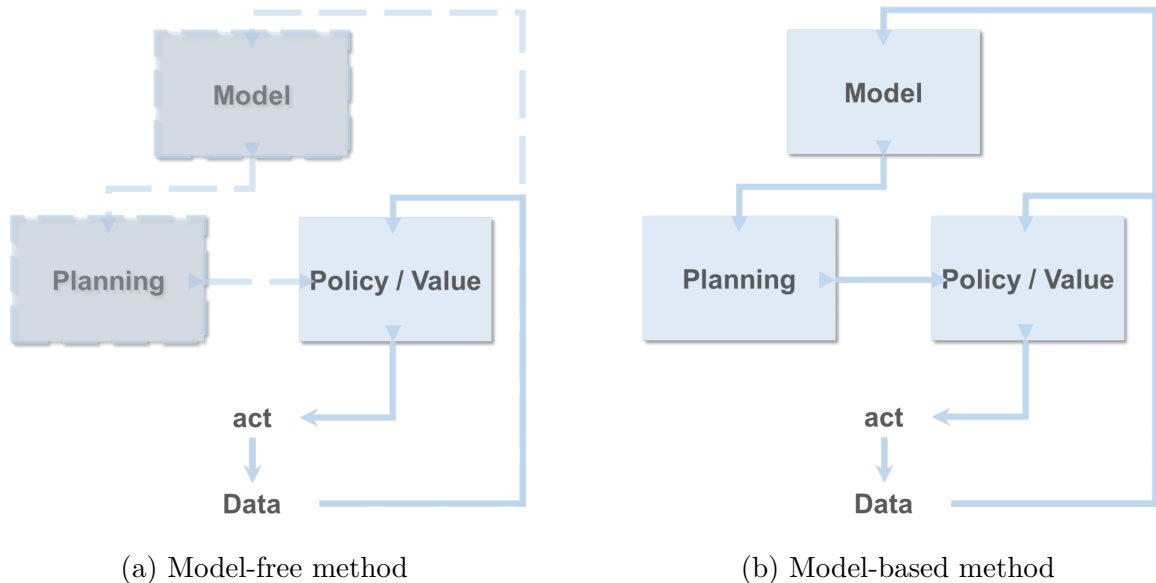 Model
Planning
Policy / Value
act
Data
(a) Model-free method
Model
Planning
Policy / Value
act
Data
(b) Model-based method